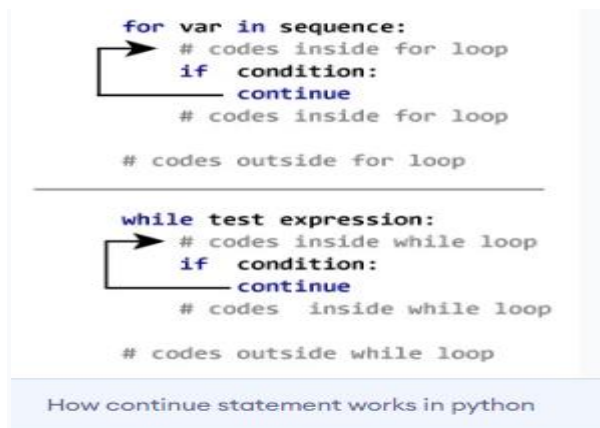 for var in sequence:
# codes inside for loop
if condition:
continue
# codes inside for loop
# codes outside for loop
while test expression:
# codes inside while loop
if condition:
continue
# codes inside while loop
# codes outside while loop
How continue statement works in python